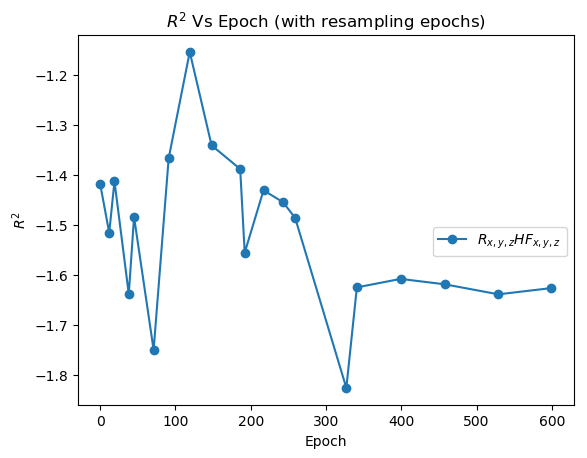 R² Vs Epoch (with resampling epochs)
−1.2
−1.3
−1.4
−1.5
−1.6
−1.7
−1.8
R²
R_{x, y, z}HF_{x, y, z}
0 100 200 300 400 500 600
Epoch